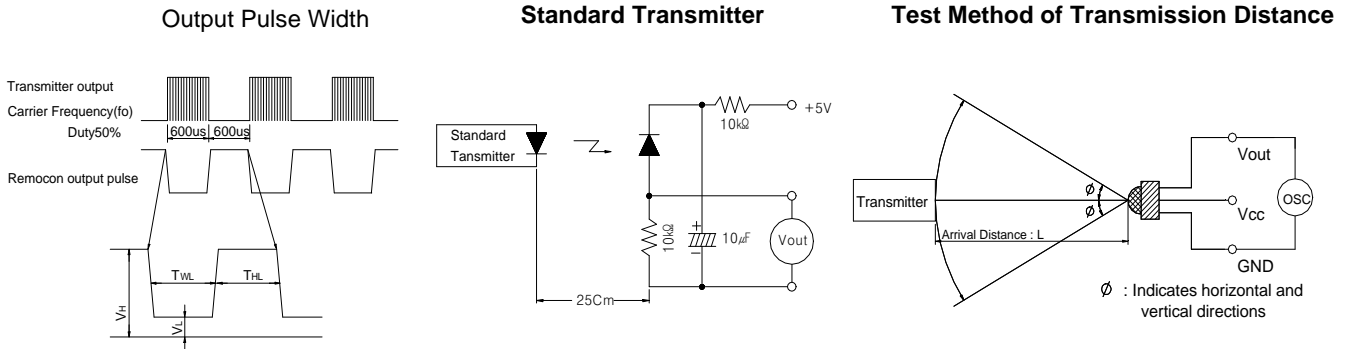 Output Pulse Width
Transmitter output
Carrier Frequency(fo)
Duty50%
600us 600us
Remocon output pulse
TWL THL
VH
VL
Standard Transmitter
Standard
Tansmitter
10kΩ
+5V
10kΩ
10㎌
+
−
Vout
25Cm
Test Method of Transmission Distance
Transmitter
Ø
Ø
Arrival Distance : L
Vout
Vcc
OSC
GND
Ø : Indicates horizontal and
vertical directions